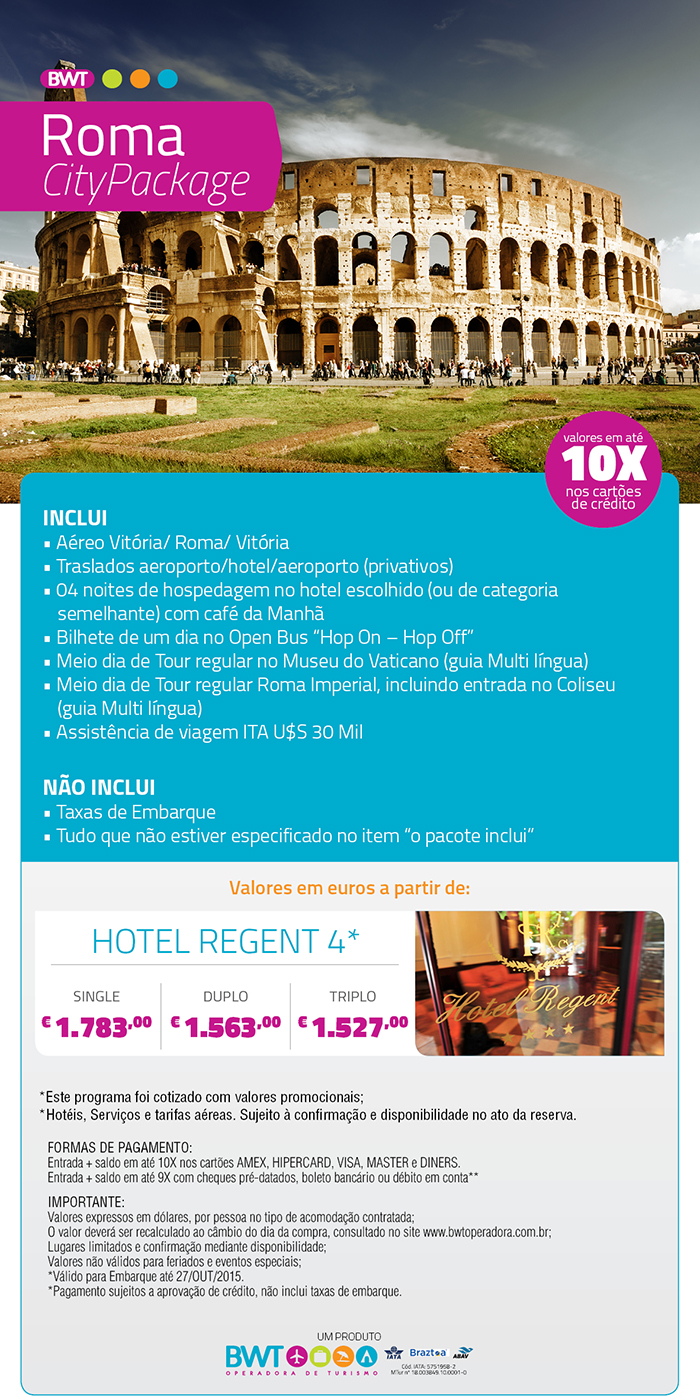 BWT
Roma
CityPackage
valores em até
10X
nos cartões
de crédito
INCLUI
▪ Aéreo Vitória/ Roma/ Vitória
▪ Traslados aeroporto/hotel/aeroporto (privativos)
▪ 04 noites de hospedagem no hotel escolhido (ou de categoria
semelhante) com café da Manhã
▪ Bilhete de um dia no Open Bus “Hop On – Hop Off”
▪ Meio dia de Tour regular no Museu do Vaticano (guia Multi língua)
▪ Meio dia de Tour regular Roma Imperial, incluindo entrada no Coliseu
(guia Multi língua)
▪ Assistência de viagem ITA U$S 30 Mil
NÃO INCLUI
▪ Taxas de Embarque
▪ Tudo que não estiver especificado no item “o pacote inclui”
Valores em euros a partir de:
HOTEL REGENT 4*
SINGLE DUPLO TRIPLO
€ 1.783,00 € 1.563,00 € 1.527,00
Hotel Regent
*Este programa foi cotizado com valores promocionais;
*Hotéis, Serviços e tarifas aéreas. Sujeito à confirmação e disponibilidade no ato da reserva.
FORMAS DE PAGAMENTO:
Entrada + saldo em até 10X nos cartões AMEX, HIPERCARD, VISA, MASTER e DINERS.
Entrada + saldo em até 9X com cheques pré-datados, boleto bancário ou débito em conta**
IMPORTANTE:
Valores expressos em dólares, por pessoa no tipo de acomodação contratada;
O valor deverá ser recalculado ao câmbio do dia da compra, consultado no site www.bwtoperadora.com.br;
Lugares limitados e confirmação mediante disponibilidade;
Valores não válidos para feriados e eventos especiais;
*Válido para Embarque até 27/OUT/2015.
*Pagamento sujeitos a aprovação de crédito, não inclui taxas de embarque.
UM PRODUTO
BWT IATA Braztoa ABAV
OPERADORA DE TURISMO
Cód. IATA: 5751958-2
MTur nº 18.003849.10.0001-0